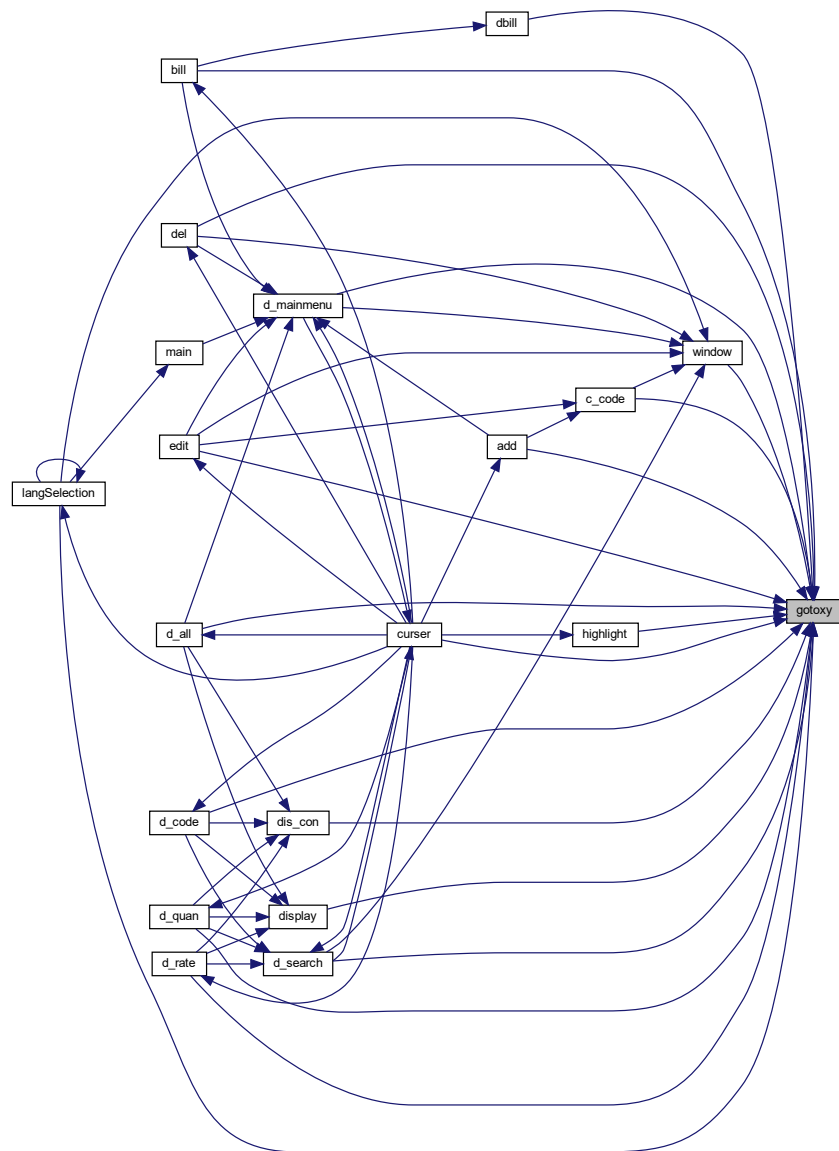 dbill
bill
del
d_mainmenu
main
window
c_code
edit
add
langSelection
gotoxy
d_all
curser
highlight
d_code
dis_con
d_quan
display
d_rate
d_search